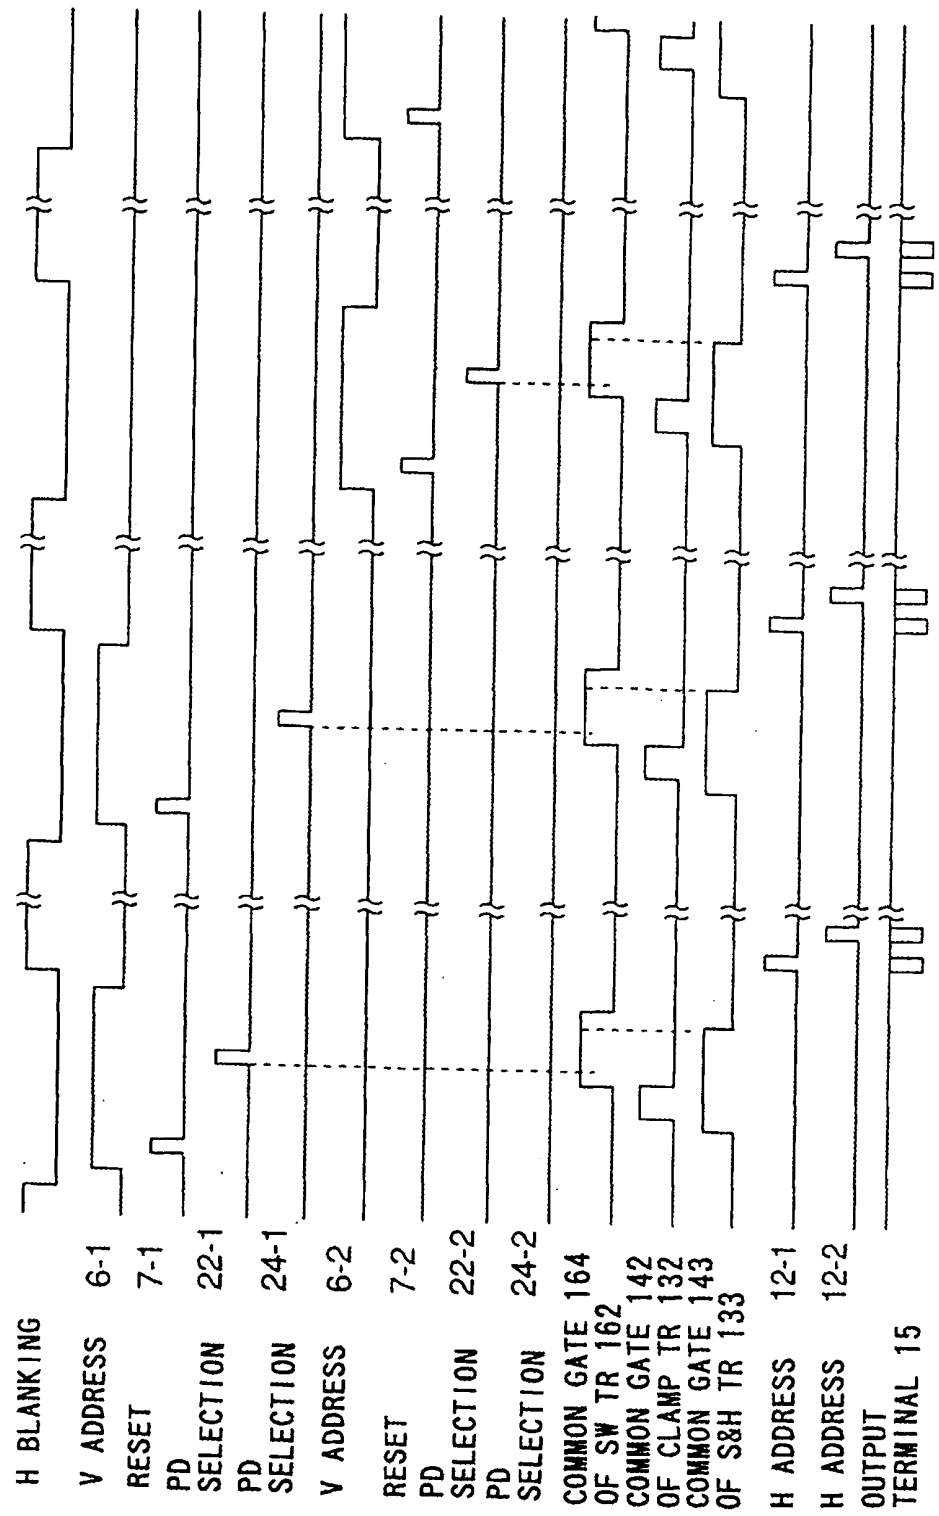 H BLANKING
V ADDRESS 6-1
RESET 7-1
PD
SELECTION 22-1
PD
SELECTION 24-1
V ADDRESS 6-2
RESET 7-2
PD
SELECTION 22-2
PD
SELECTION 24-2
COMMON GATE 164
OF SW TR 162
COMMON GATE 142
OF CLAMP TR 132
COMMON GATE 143
OF S&H TR 133
H ADDRESS 12-1
H ADDRESS 12-2
OUTPUT
TERMINAL 15